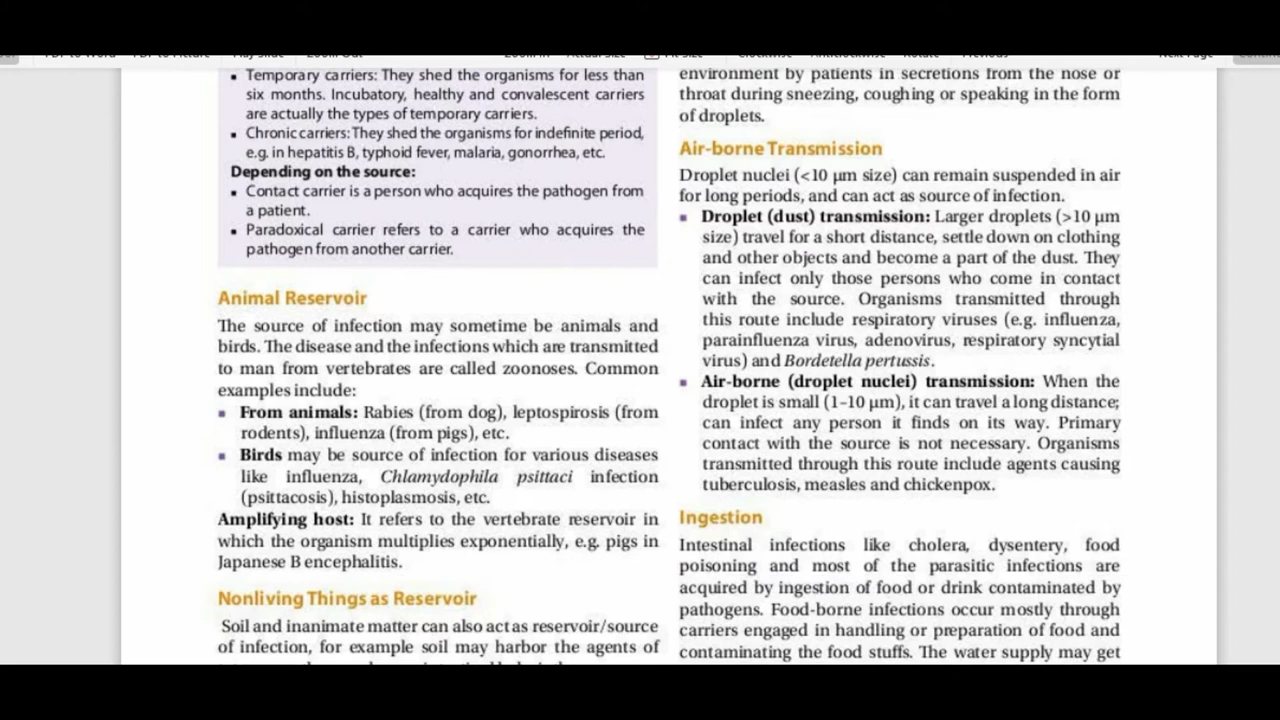 Temporary carriers: They shed the organisms for less than
six months. Incubatory, healthy and convalescent carriers
are actually the types of temporary carriers.
Chronic carriers: They shed the organisms for indefinite period,
e.g. in hepatitis B, typhoid fever, malaria, gonorrhea, etc.
Depending on the source:
Contact carrier is a person who acquires the pathogen from
a patient.
Paradoxical carrier refers to a carrier who acquires the
pathogen from another carrier.
Animal Reservoir
The source of infection may sometime be animals and
birds. The disease and the infections which are transmitted
to man from vertebrates are called zoonoses. Common
examples include:
From animals: Rabies (from dog), leptospirosis (from
rodents), influenza (from pigs), etc.
Birds may be source of infection for various diseases
like influenza, Chlamydophila psittaci infection
(psittacosis), histoplasmosis, etc.
Amplifying host: It refers to the vertebrate reservoir in
which the organism multiplies exponentially, e.g. pigs in
Japanese B encephalitis.
Nonliving Things as Reservoir
Soil and inanimate matter can also act as reservoir/source
of infection, for example soil may harbor the agents of
environment by patients in secretions from the nose or
throat during sneezing, coughing or speaking in the form
of droplets.
Air-borne Transmission
Droplet nuclei (<10 µm size) can remain suspended in air
for long periods, and can act as source of infection.
Droplet (dust) transmission: Larger droplets (>10 µm
size) travel for a short distance, settle down on clothing
and other objects and become a part of the dust. They
can infect only those persons who come in contact
with the source. Organisms transmitted through
this route include respiratory viruses (e.g. influenza,
parainfluenza virus, adenovirus, respiratory syncytial
virus) and Bordetella pertussis.
Air-borne (droplet nuclei) transmission: When the
droplet is small (1–10 µm), it can travel a long distance;
can infect any person it finds on its way. Primary
contact with the source is not necessary. Organisms
transmitted through this route include agents causing
tuberculosis, measles and chickenpox.
Ingestion
Intestinal infections like cholera, dysentery, food
poisoning and most of the parasitic infections are
acquired by ingestion of food or drink contaminated by
pathogens. Food-borne infections occur mostly through
carriers engaged in handling or preparation of food and
contaminating the food stuffs. The water supply may get